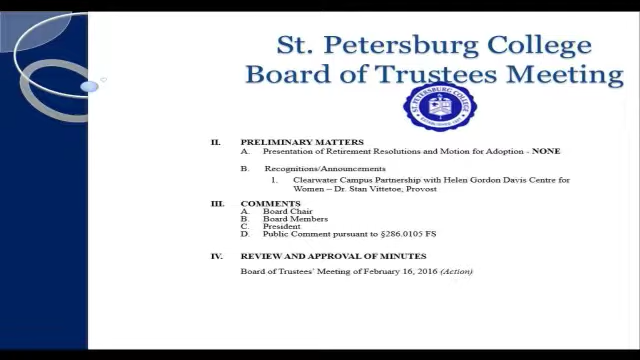 St. Petersburg College
Board of Trustees Meeting
ST. PETERSBURG COLLEGE
II. PRELIMINARY MATTERS
A. Presentation of Retirement Resolutions and Motion for Adoption - NONE
B. Recognitions/Announcements
1. Clearwater Campus Partnership with Helen Gordon Davis Centre for
Women – Dr. Stan Vittetoe, Provost
III. COMMENTS
A. Board Chair
B. Board Members
C. President
D. Public Comment pursuant to §286.0105 FS
IV. REVIEW AND APPROVAL OF MINUTES
Board of Trustees' Meeting of February 16, 2016 (Action)